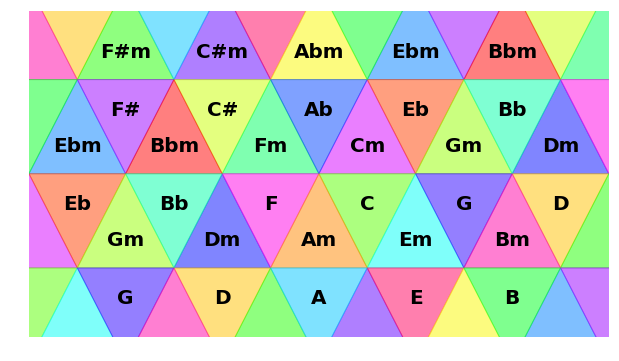 F#m C#m Abm Ebm Bbm
F# C# Ab Eb Bb
Ebm Bbm Fm Cm Gm Dm
Eb Bb F C G D
Gm Dm Am Em Bm
G D A E B